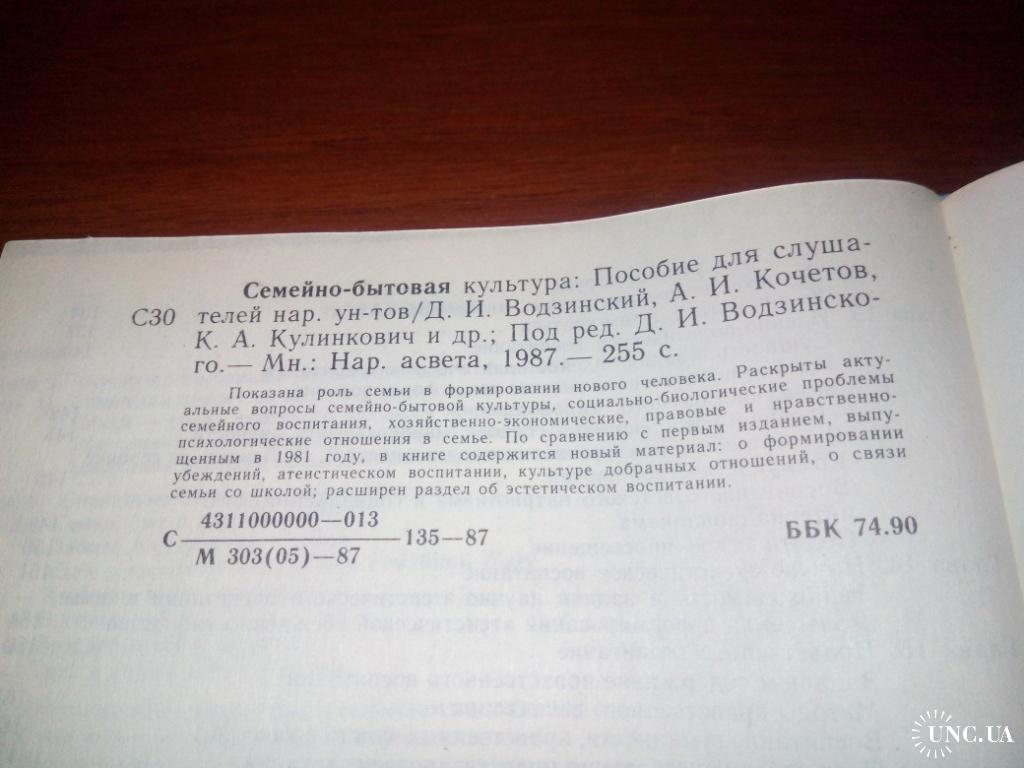 Семейно-бытовая культура: Пособие для слуша-
С30 телей нар. ун-тов/Д. И. Водзинский, А. И. Кочетов,
К. А. Кулинкович и др.; Под ред. Д. И. Водзинско-
го.— Мн.: Нар. асвета, 1987.— 255 с.
Показана роль семьи в формировании нового человека. Раскрыты акту-
альные вопросы семейно-бытовой культуры, социально-биологические проблемы
семейного воспитания, хозяйственно-экономические, правовые и нравственно-
психологические отношения в семье. По сравнению с первым изданием, выпу-
щенным в 1981 году, в книге содержится новый материал: о формировании
убеждений, атеистическом воспитании, культуре добрачных отношений, о связи
семьи со школой; расширен раздел об эстетическом воспитании.
4311000000—013
С 135—87
М 303(05)—87
ББК 74.90
UNC.UA